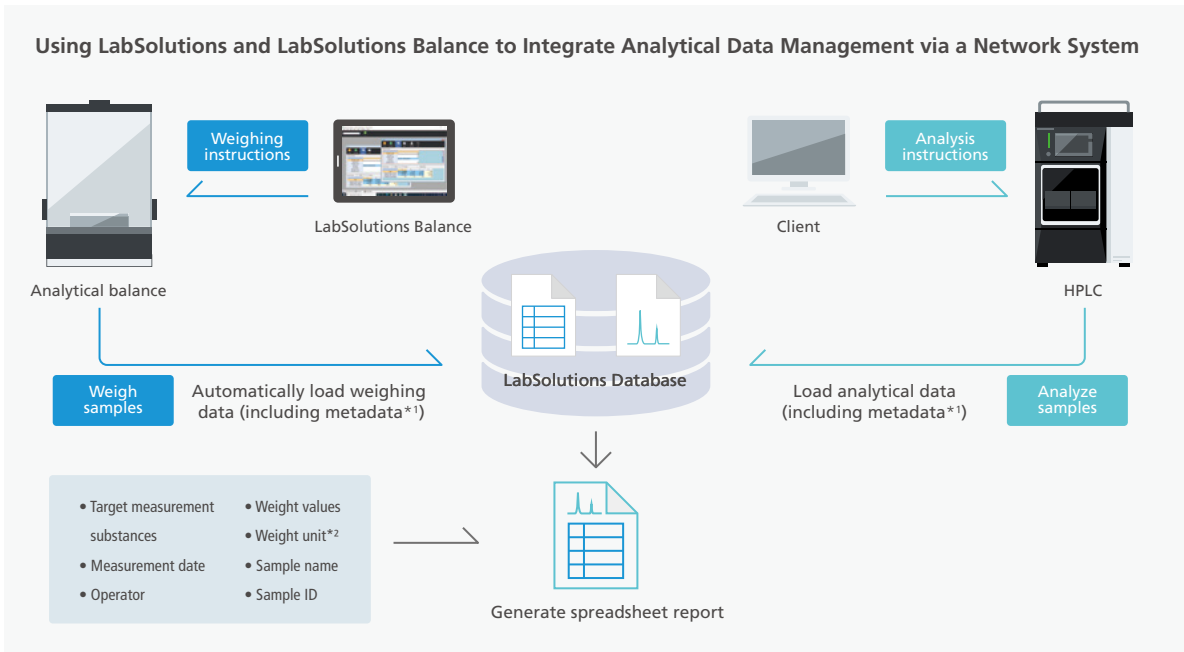 Using LabSolutions and LabSolutions Balance to Integrate Analytical Data Management via a Network System
Weighing
instructions
Analysis
instructions
LabSolutions Balance
Client
Analytical balance
HPLC
LabSolutions Database
Weigh
samples
Automatically load weighing
data (including metadata*1)
Load analytical data
(including metadata*1)
Analyze
samples
• Target measurement
substances
• Measurement date
• Operator
• Weight values
• Weight unit*2
• Sample name
• Sample ID
Generate spreadsheet report